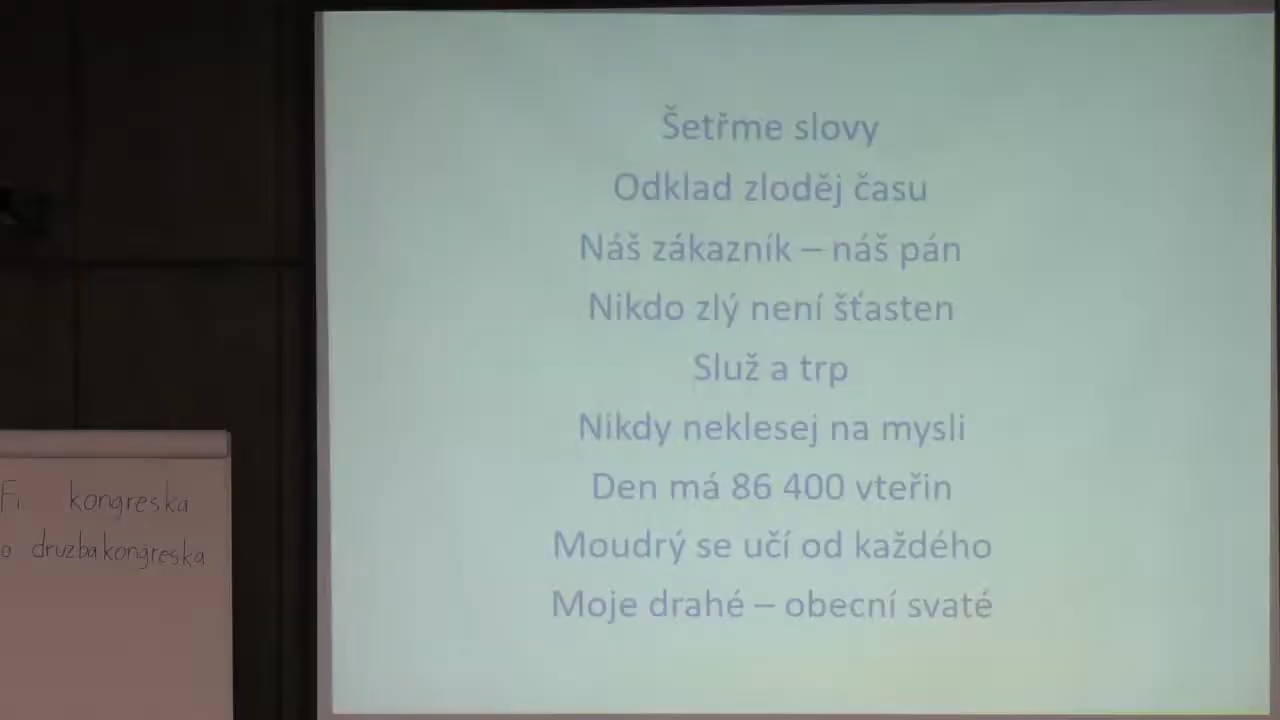 Šetřme slovy
Odklad zloděj času
Náš zákazník – náš pán
Nikdo zlý není šťasten
Služ a trp
Nikdy neklesej na mysli
Den má 86 400 vteřin
Moudrý se učí od každého
Moje drahé – obecní svaté
Fi kongreska
o druzbakongreska